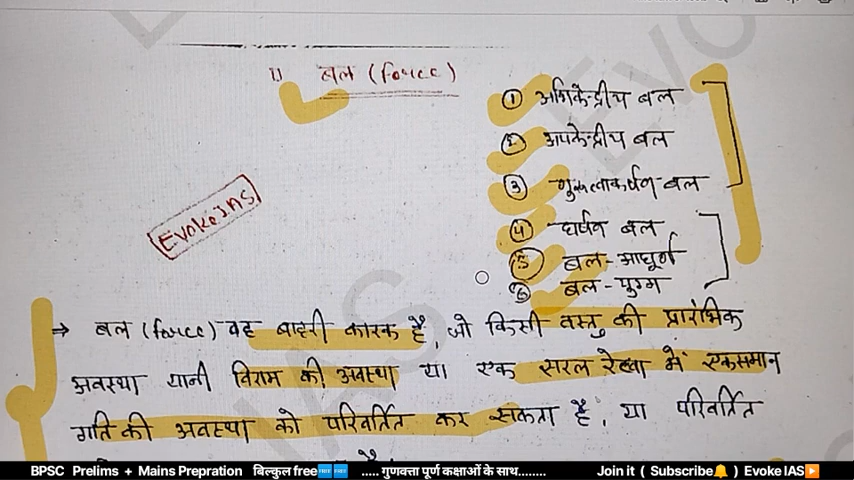 1) बल (force)
① अभिकेन्द्रीय बल
② अपकेन्द्रीय बल
③ गुरुत्वाकर्षण बल
④ घर्षण बल
⑤ बल-आघूर्ण
⑥ बल-युग्म
Evoke IAS
⇒ बल (force) वह बाहरी कारक है, जो किसी वस्तु की प्रारंभिक
अवस्था यानी विराम की अवस्था या एक सरल रेखा में एकसमान
गति की अवस्था को परिवर्तित कर सकता है, या परिवर्तित
है
BPSC Prelims + Mains Prepration बिल्कुल free ..... गुणवत्ता पूर्ण कक्षाओं के साथ........ Join it ( Subscribe🔔 ) Evoke IAS▶️